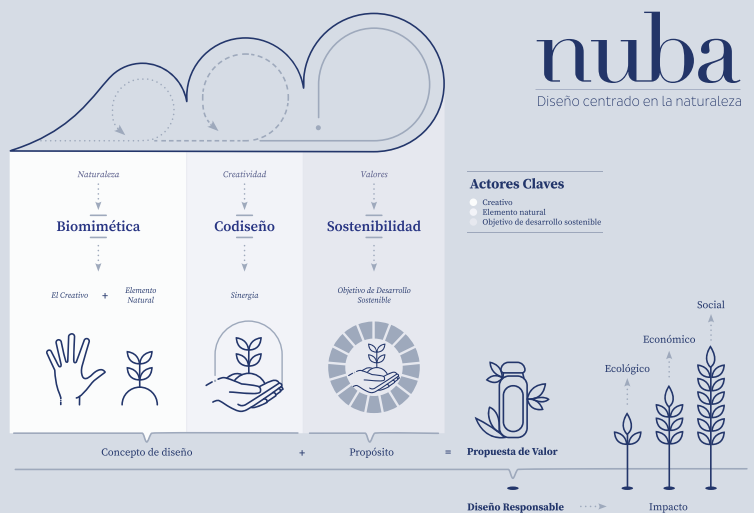 nuba
Diseño centrado en la naturaleza
Naturaleza
Creatividad
Valores
Biomimética
Codiseño
Sostenibilidad
El Creativo
+
Elemento
Natural
Sinergia
Objetivo de Desarrollo
Sostenible
Actores Claves
Creativo
Elemento natural
Objetivo de desarrollo sostenible
Social
Económico
Ecológico
Concepto de diseño
+
Propósito
=
Propuesta de Valor
Diseño Responsable
Impacto